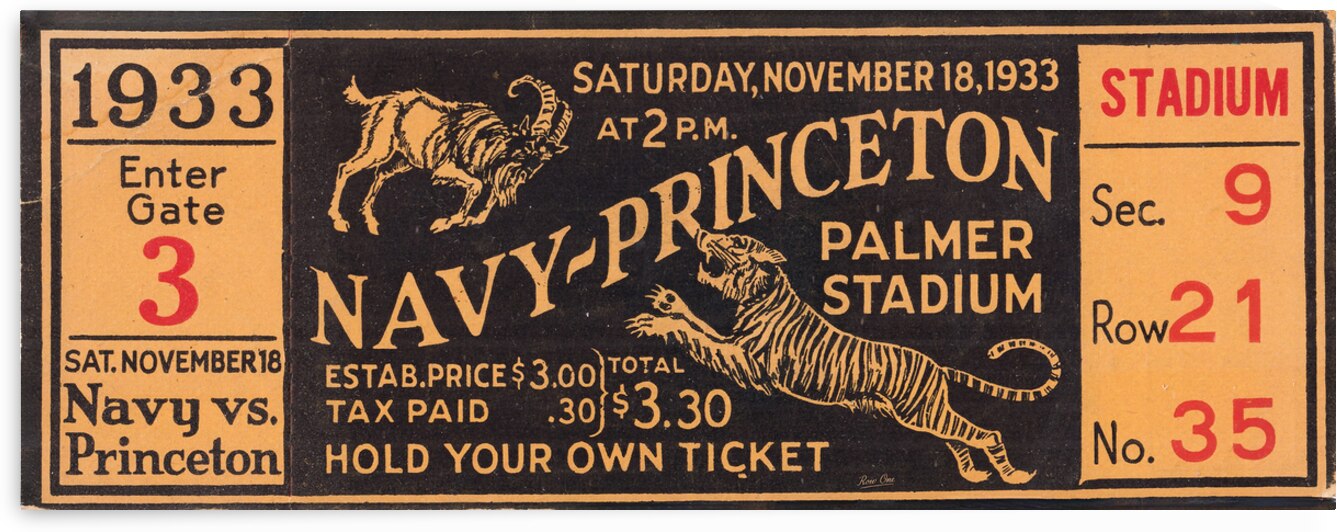 1933
Enter
Gate
3
SAT. NOVEMBER 18
Navy vs.
Princeton
SATURDAY, NOVEMBER 18, 1933
AT 2 P.M.
NAVY-PRINCETON
PALMER
STADIUM
ESTAB. PRICE $3.00
TAX PAID .30
TOTAL
$3.30
HOLD YOUR OWN TICKET
Row One
STADIUM
Sec. 9
Row 21
No. 35